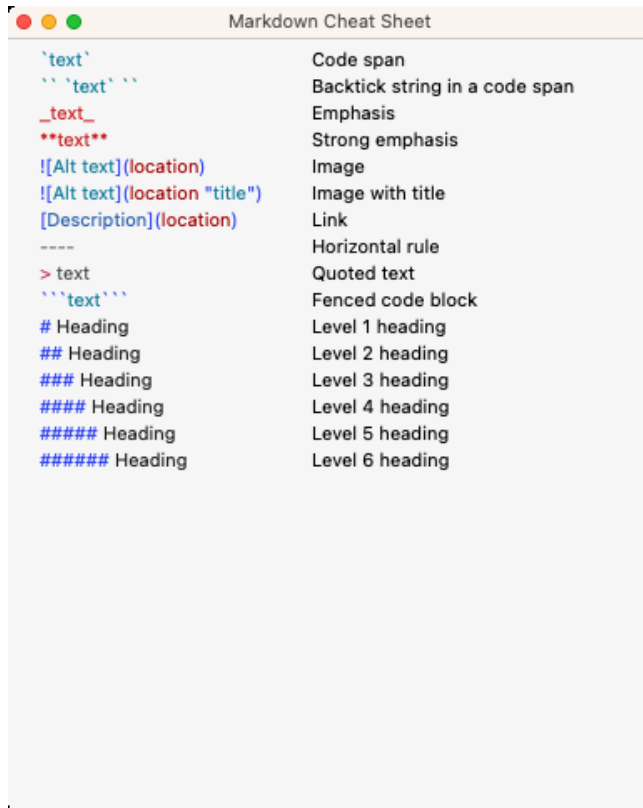 Markdown Cheat Sheet
`text` Code span
`` `text` `` Backtick string in a code span
_text_ Emphasis
**text** Strong emphasis
![Alt text](location) Image
![Alt text](location "title") Image with title
[Description](location) Link
---- Horizontal rule
> text Quoted text
```text``` Fenced code block
# Heading Level 1 heading
## Heading Level 2 heading
### Heading Level 3 heading
#### Heading Level 4 heading
##### Heading Level 5 heading
###### Heading Level 6 heading